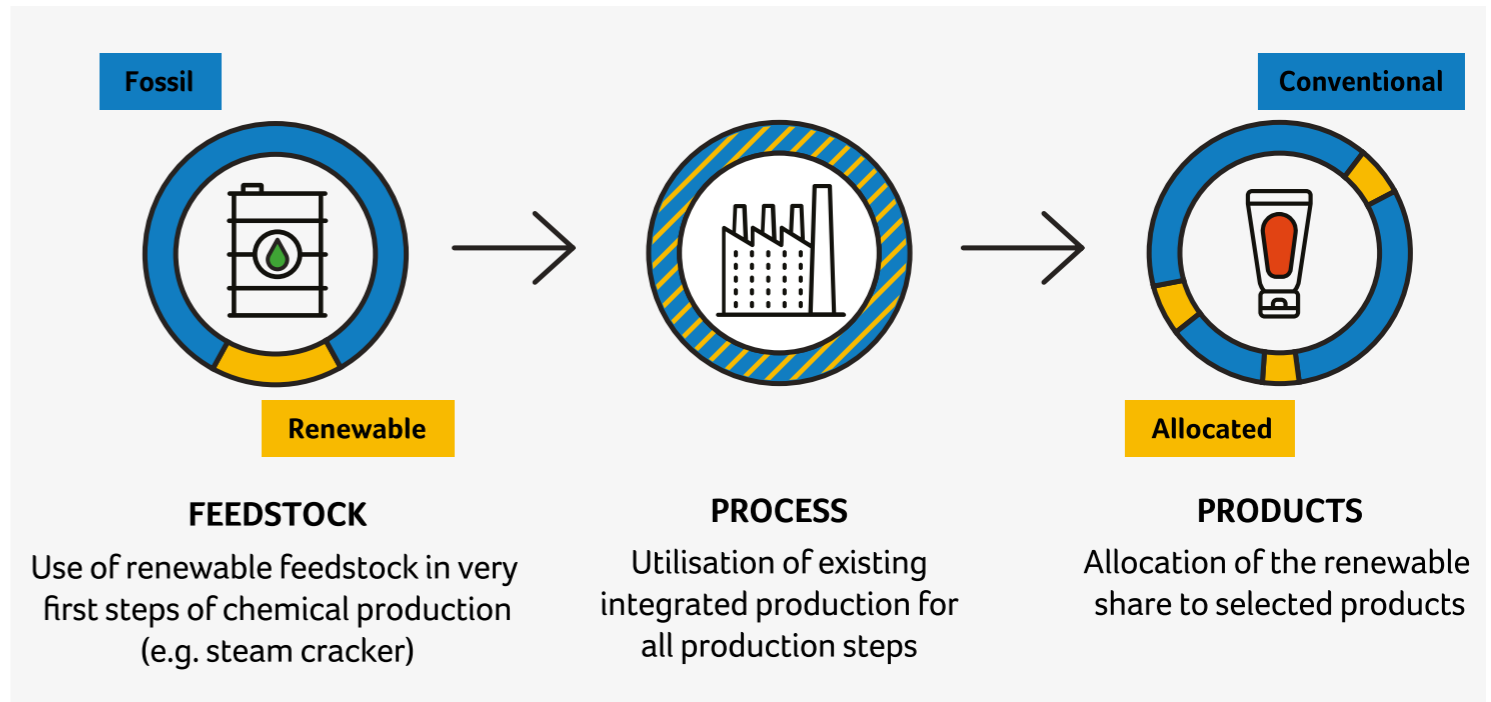 Fossil
Renewable
FEEDSTOCK
Use of renewable feedstock in very
first steps of chemical production
(e.g. steam cracker)
PROCESS
Utilisation of existing
integrated production for
all production steps
Conventional
Allocated
PRODUCTS
Allocation of the renewable
share to selected products